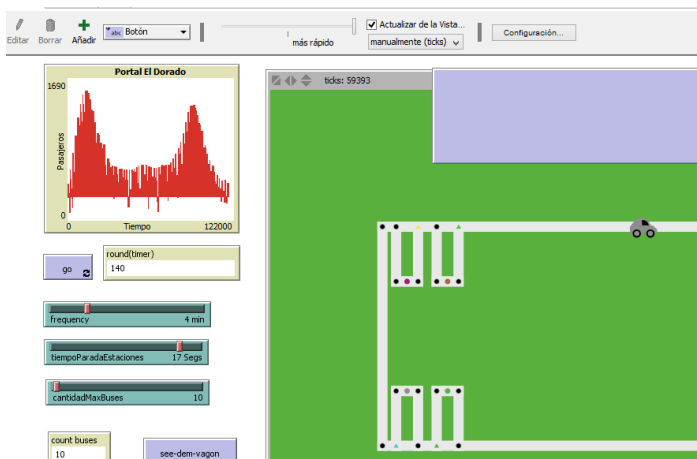 Editar
Borrar
Añadir
abc Botón
más rápido
Actualizar de la Vista...
manualmente (ticks)
Configuración...
Portal El Dorado
1690
Pasajeros
0
0
Tiempo
122000
ticks: 59393
go
round(timer)
140
frequency 4 min
tiempoParadaEstaciones 17 Segs
cantidadMaxBuses 10
count buses
10
see-dem-vagon